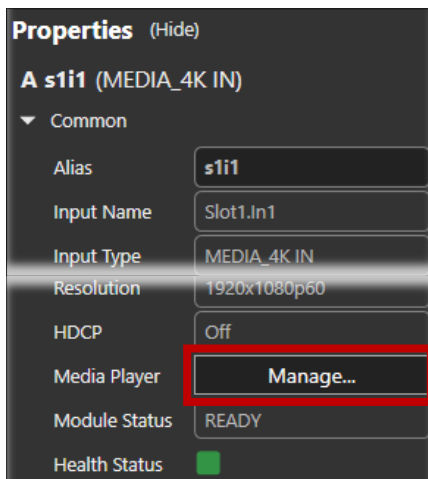 Properties (Hide)
A s1i1 (MEDIA_4K IN)
Common
Alias s1i1
Input Name Slot1.In1
Input Type MEDIA_4K IN
Resolution 1920x1080p60
HDCP Off
Media Player Manage...
Module Status READY
Health Status